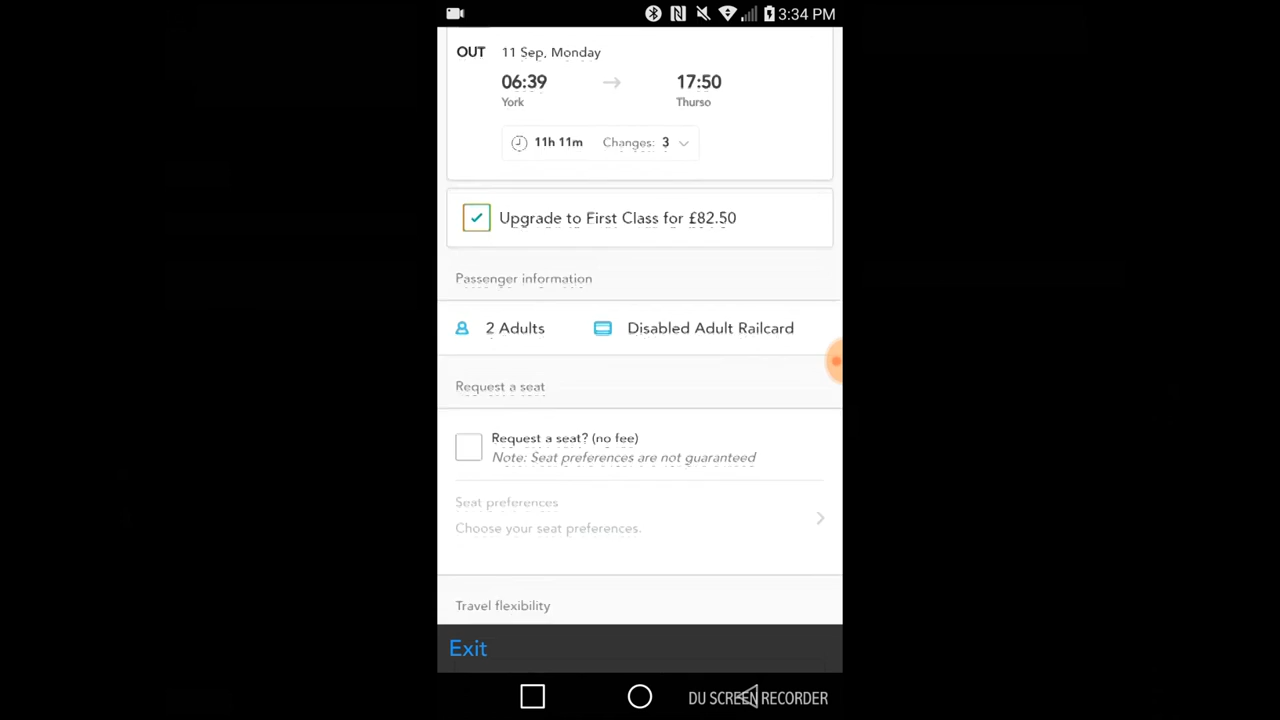 3:34 PM
OUT 11 Sep, Monday
06:39 17:50
York Thurso
11h 11m Changes: 3
Upgrade to First Class for £82.50
Passenger information
2 Adults Disabled Adult Railcard
Request a seat
Request a seat? (no fee)
Note: Seat preferences are not guaranteed
Seat preferences
Choose your seat preferences.
Travel flexibility
Exit
DU SCREEN RECORDER